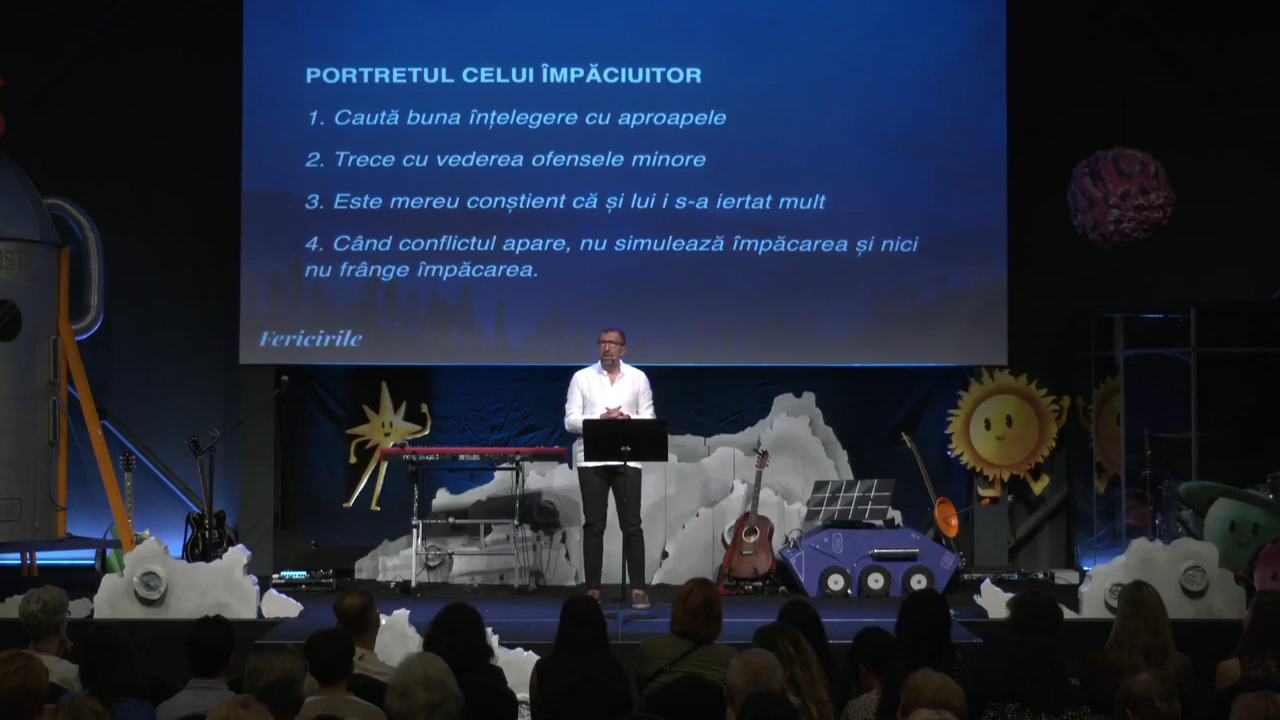 PORTRETUL CELUI ÎMPĂCIUITOR
1. Caută buna înțelegere cu aproapele
2. Trece cu vederea ofensele minore
3. Este mereu conștient că și lui i s-a iertat mult
4. Când conflictul apare, nu simulează împăcarea și nici
nu frânge împăcarea.
Fericirile